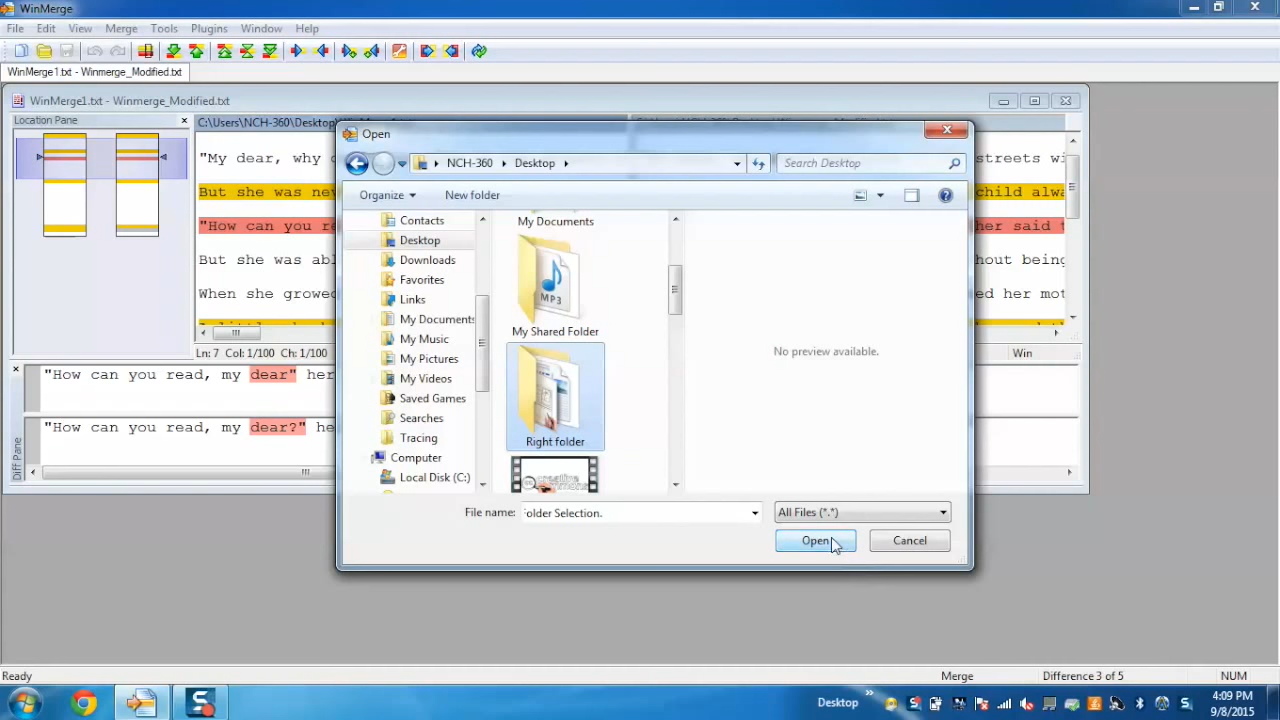 WinMerge
File Edit View Merge Tools Plugins Window Help
WinMerge1.txt - Winmerge_Modified.txt
WinMerge1.txt - Winmerge_Modified.txt
Location Pane
C:\Users\NCH-360\Desktop
"My dear, why
streets wi
But she was nev
child alwa
"How can you re
her said t
But she was abl
hout being
When she growed
ed her mot
Ln: 7 Col: 1/100 Ch: 1/100
Win
"How can you read, my dear" her
"How can you read, my dear?" he
Diff Pane
Open
NCH-360 Desktop
Search Desktop
Organize New folder
Contacts
Desktop
Downloads
Favorites
Links
My Documents
My Music
My Pictures
My Videos
Saved Games
Searches
Tracing
Computer
Local Disk (C:)
My Documents
MP3
My Shared Folder
Right folder
No preview available.
File name: older Selection.
All Files (*.*)
Open Cancel
Ready Merge Difference 3 of 5 NUM
Desktop
4:09 PM
9/8/2015